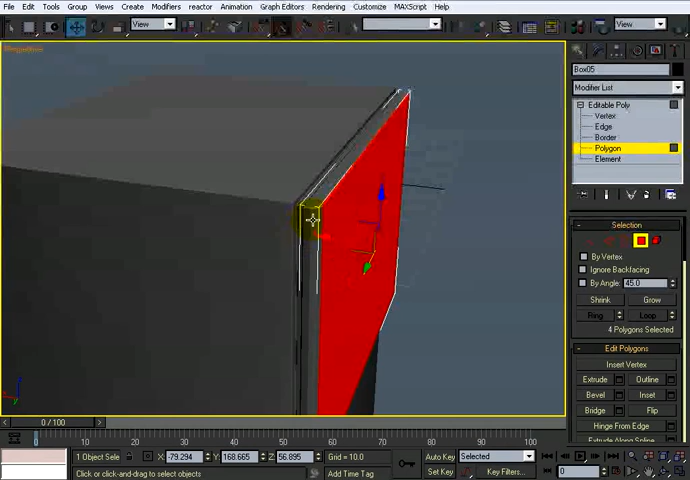 File Edit Tools Group Views Create Modifiers reactor Animation Graph Editors Rendering Customize MAXScript Help
View View
Perspective
Box05
Modifier List
Editable Poly
Vertex
Edge
Border
Polygon
Element
Selection
By Vertex
Ignore Backfacing
By Angle: 45.0
Shrink Grow
Ring Loop
4 Polygons Selected
Edit Polygons
Insert Vertex
Extrude Outline
Bevel Inset
Bridge Flip
Hinge From Edge
Extrude Along Spline
0 / 100
0 10 20 30 40 50 60 70 80 90 100
1 Object Sele X: -79.294 Y: 168.665 Z: 56.895 Grid = 10.0 Auto Key Selected
Click or click-and-drag to select objects Add Time Tag Set Key Key Filters... 0